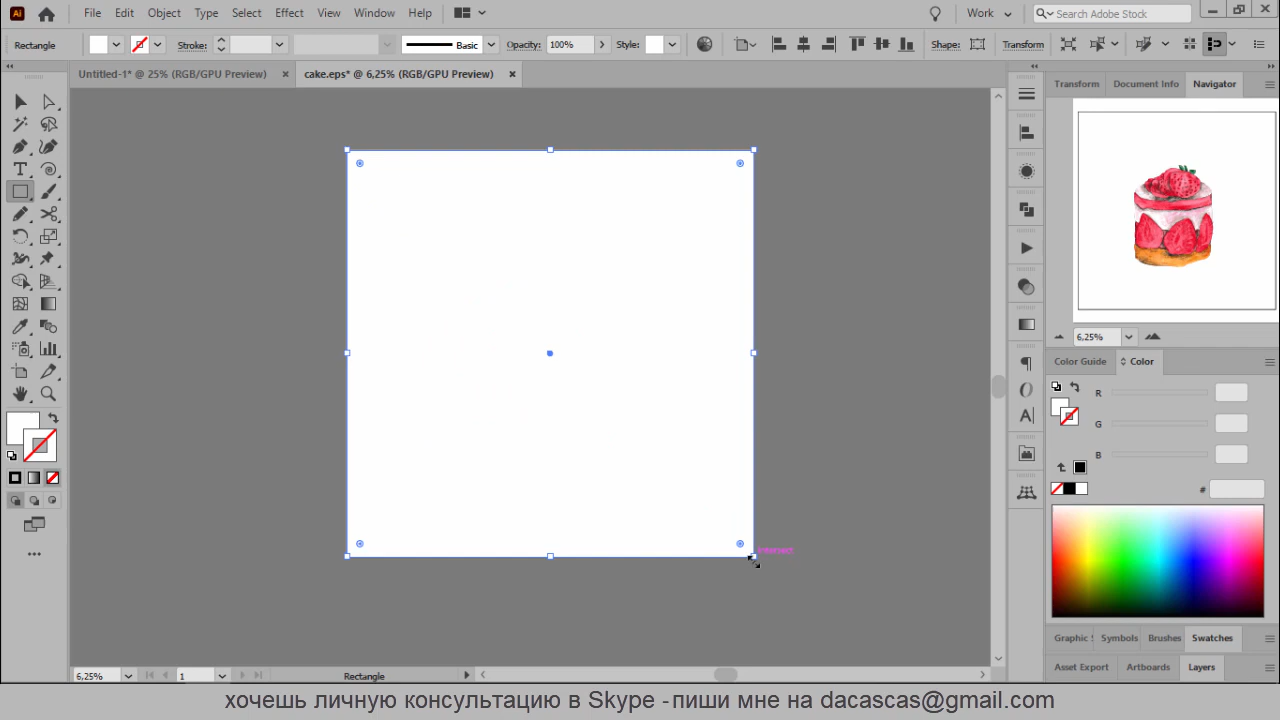 File Edit Object Type Select Effect View Window Help Work Search Adobe Stock
Rectangle Stroke: Basic Opacity: 100% Style: Shape: Transform
Untitled-1* @ 25% (RGB/GPU Preview) cake.eps* @ 6,25% (RGB/GPU Preview)
Transform Document Info Navigator
6,25%
Color Guide Color
R
G
B
#
intersect
Graphic Symbols Brushes Swatches
Asset Export Artboards Layers
6,25% 1 Rectangle
хочешь личную консультацию в Skype -пиши мне на dacascas@gmail.com